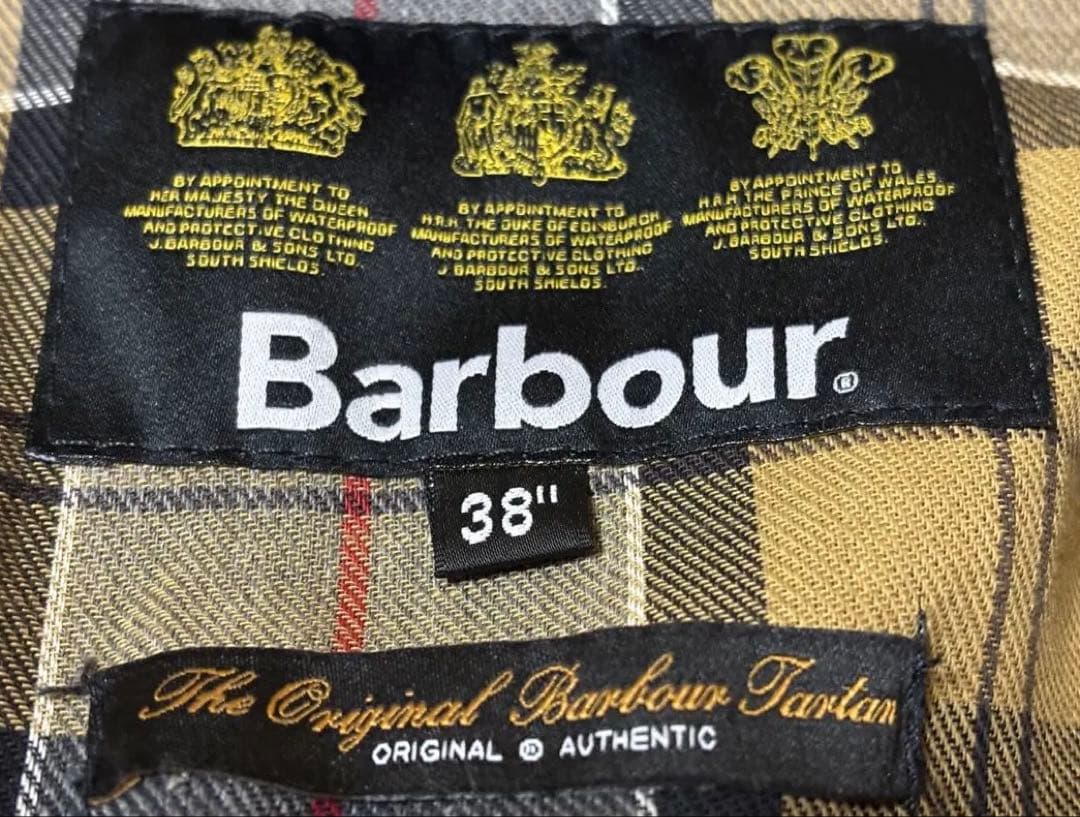 BY APPOINTMENT TO
HER MAJESTY THE QUEEN
MANUFACTURERS OF WATERPROOF
AND PROTECTIVE CLOTHING
J. BARBOUR & SONS LTD.
SOUTH SHIELDS.
BY APPOINTMENT TO
H.R.H. THE DUKE OF EDINBURGH
MANUFACTURERS OF WATERPROOF
AND PROTECTIVE CLOTHING
J. BARBOUR & SONS LTD.
SOUTH SHIELDS.
BY APPOINTMENT TO
H.R.H. THE PRINCE OF WALES.
MANUFACTURERS OF WATERPROOF
AND PROTECTIVE CLOTHING
J. BARBOUR & SONS LTD.
SOUTH SHIELDS.
Barbour®
38"
The Original Barbour Tartan
ORIGINAL ® AUTHENTIC